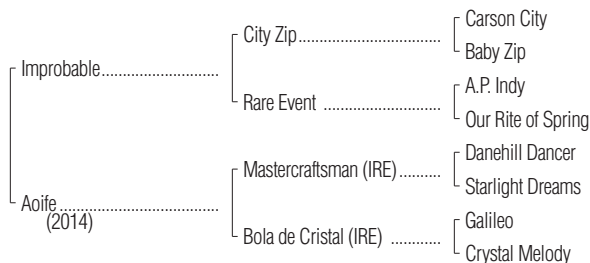 Carson City
City Zip........................................
Baby Zip
Improbable.................................
A.P. Indy
Rare Event .................................
Our Rite of Spring
Danehill Dancer
Mastercraftsman (IRE)...........
Starlight Dreams
Aoife.............................................
(2014)
Galileo
Bola de Cristal (IRE) .............
Crystal Melody